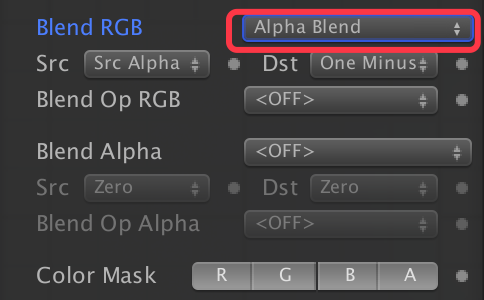 Blend RGB Alpha Blend
Src Src Alpha Dst One Minus
Blend Op RGB <OFF>
Blend Alpha <OFF>
Src Zero Dst Zero
Blend Op Alpha <OFF>
Color Mask R G B A